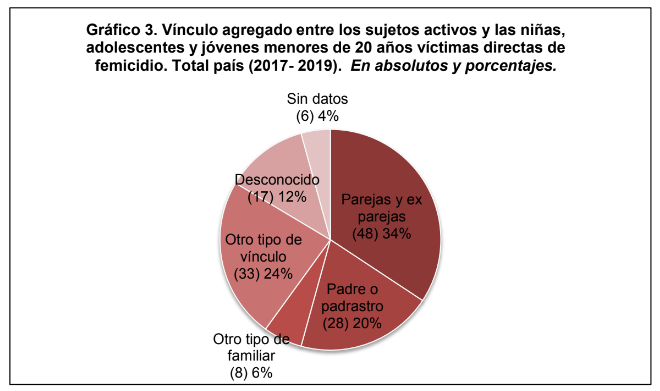 Gráfico 3. Vínculo agregado entre los sujetos activos y las niñas,
adolescentes y jóvenes menores de 20 años víctimas directas de
femicidio. Total país (2017- 2019). En absolutos y porcentajes.
Sin datos
(6) 4%
Desconocido
(17) 12%
Parejas y ex
parejas
(48) 34%
Otro tipo de
vínculo
(33) 24%
Padre o
padrastro
(28) 20%
Otro tipo de
familiar
(8) 6%